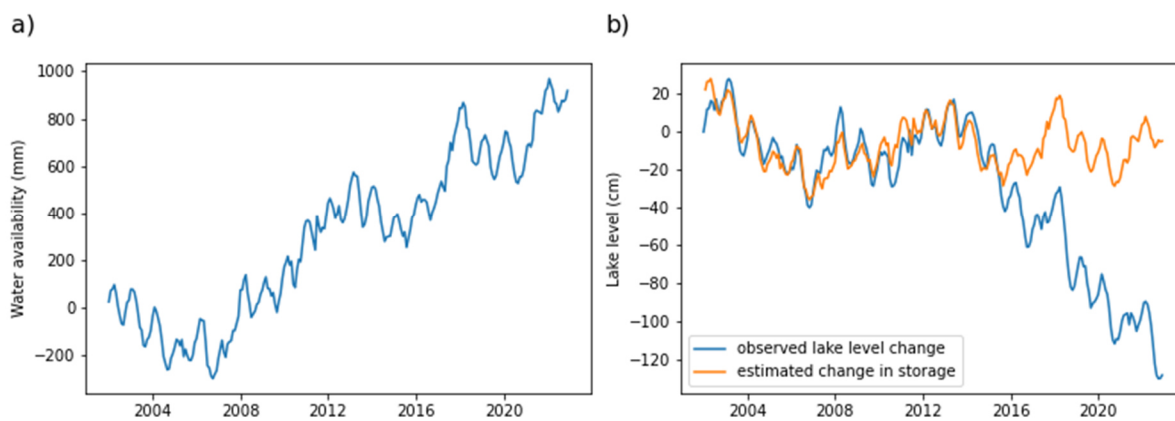 a)
b)
1000
800
600
400
200
0
−200
Water availability (mm)
2004 2008 2012 2016 2020
20
0
−20
−40
−60
−80
−100
−120
Lake level (cm)
observed lake level change
estimated change in storage
2004 2008 2012 2016 2020